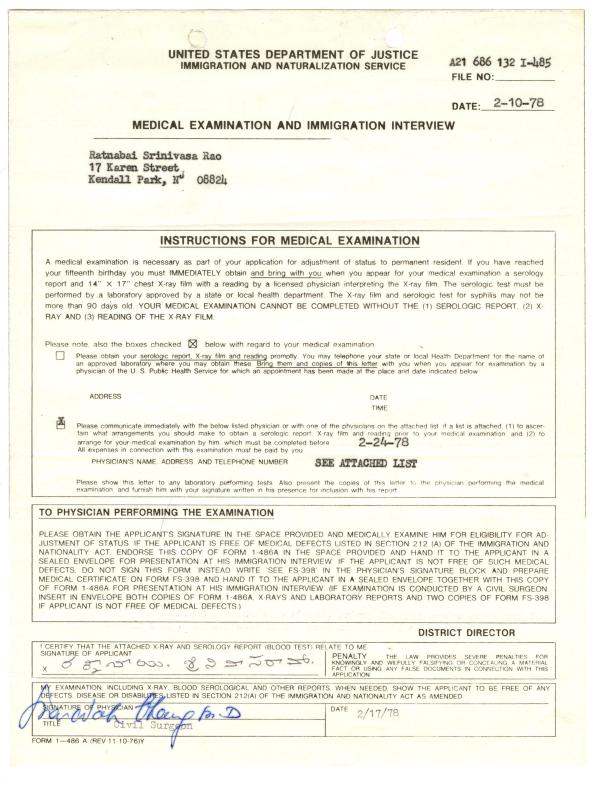 UNITED STATES DEPARTMENT OF JUSTICE
IMMIGRATION AND NATURALIZATION SERVICE
A21 686 132 I-485
FILE NO:
DATE: 2-10-78
MEDICAL EXAMINATION AND IMMIGRATION INTERVIEW
Ratnabai Srinivasa Rao
17 Karen Street
Kendall Park, NJ 08824
INSTRUCTIONS FOR MEDICAL EXAMINATION
A medical examination is necessary as part of your application for adjustment of status to permanent resident. If you have reached
your fifteenth birthday you must IMMEDIATELY obtain and bring with you when you appear for your medical examination a serology
report and 14" X 17" chest X-ray film with a reading by a licensed physician interpreting the X-ray film. The serologic test must be
performed by a laboratory approved by a state or local health department. The X-ray film and serologic test for syphilis may not be
more than 90 days old. YOUR MEDICAL EXAMINATION CANNOT BE COMPLETED WITHOUT THE (1) SEROLOGIC REPORT, (2) X-
RAY AND (3) READING OF THE X-RAY FILM.
Please note, also the boxes checked ☒ below with regard to your medical examination
Please obtain your serologic report, X-ray film and reading promptly. You may telephone your state or local Health Department for the name of
an approved laboratory where you may obtain these. Bring them and copies of this letter with you when you appear for examination by a
physician of the U. S. Public Health Service for which an appointment has been made at the place and date indicated below
ADDRESS
DATE
TIME
Please communicate immediately with the below listed physician or with one of the physicians on the attached list, if a list is attached, (1) to ascer-
tain what arrangements you should make to obtain a serologic report, X-ray film and reading prior to your medical examination, and (2) to
arrange for your medical examination by him, which must be completed before 2-24-78
All expenses in connection with this examination must be paid by you.
PHYSICIAN'S NAME, ADDRESS, AND TELEPHONE NUMBER SEE ATTACHED LIST
Please show this letter to any laboratory performing tests. Also present the copies of this letter to the physician performing the medical
examination, and furnish him with your signature written in his presence for inclusion with his report.
TO PHYSICIAN PERFORMING THE EXAMINATION
PLEASE OBTAIN THE APPLICANT'S SIGNATURE IN THE SPACE PROVIDED AND MEDICALLY EXAMINE HIM FOR ELIGIBILITY FOR AD-
JUSTMENT OF STATUS. IF THE APPLICANT IS FREE OF MEDICAL DEFECTS LISTED IN SECTION 212 (A) OF THE IMMIGRATION AND
NATIONALITY ACT, ENDORSE THIS COPY OF FORM 1-486A IN THE SPACE PROVIDED AND HAND IT TO THE APPLICANT IN A
SEALED ENVELOPE FOR PRESENTATION AT HIS IMMIGRATION INTERVIEW. IF THE APPLICANT IS NOT FREE OF SUCH MEDICAL
DEFECTS, DO NOT SIGN THIS FORM. INSTEAD WRITE "SEE FS-398" IN THE PHYSICIAN'S SIGNATURE BLOCK AND PREPARE
MEDICAL CERTIFICATE ON FORM FS-398 AND HAND IT TO THE APPLICANT IN A SEALED ENVELOPE TOGETHER WITH THIS COPY
OF FORM 1-486A FOR PRESENTATION AT HIS IMMIGRATION INTERVIEW. (IF EXAMINATION IS CONDUCTED BY A CIVIL SURGEON
INSERT IN ENVELOPE BOTH COPIES OF FORM 1-486A, X-RAYS AND LABORATORY REPORTS AND TWO COPIES OF FORM FS-398
IF APPLICANT IS NOT FREE OF MEDICAL DEFECTS.)
DISTRICT DIRECTOR
I CERTIFY THAT THE ATTACHED X-RAY AND SEROLOGY REPORT (BLOOD TEST) RELATE TO ME
SIGNATURE OF APPLICANT
X
PENALTY THE LAW PROVIDES SEVERE PENALTIES FOR
KNOWINGLY AND WILFULLY FALSIFYING OR CONCEALING A MATERIAL
FACT OR USING ANY FALSE DOCUMENTS IN CONNECTION WITH THIS
APPLICATION
MY EXAMINATION, INCLUDING X-RAY, BLOOD SEROLOGICAL AND OTHER REPORTS, WHEN NEEDED, SHOW THE APPLICANT TO BE FREE OF ANY
DEFECTS, DISEASE OR DISABILITIES LISTED IN SECTION 212(A) OF THE IMMIGRATION AND NATIONALITY ACT AS AMENDED
SIGNATURE OF PHYSICIAN
DATE 2/17/78
TITLE Civil Surgeon
FORM 1—486 A (REV 11-10-76)Y